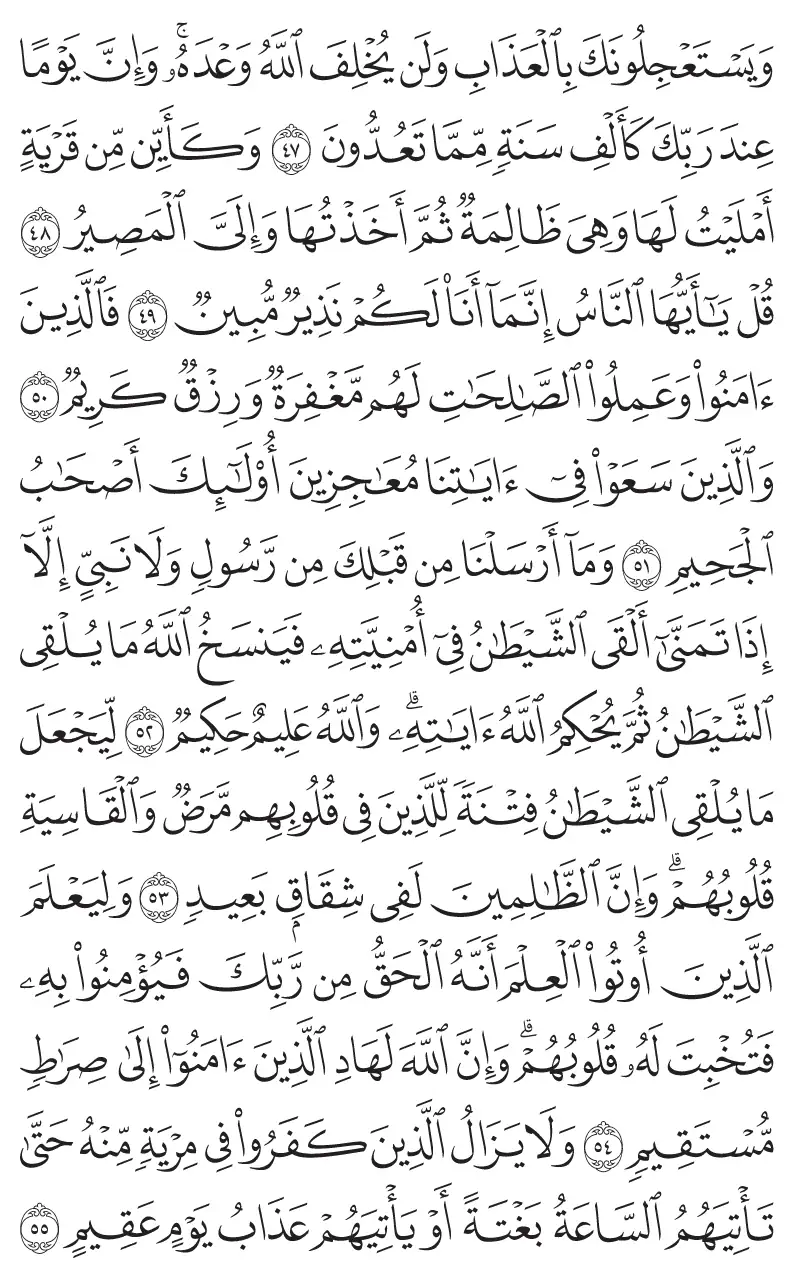 وَيَسْتَعْجِلُونَكَ بِٱلْعَذَابِ وَلَن يُخْلِفَ ٱللَّهُ وَعْدَهُۥۚ وَإِنَّ يَوْمًا
عِندَ رَبِّكَ كَأَلْفِ سَنَةٍ مِّمَّا تَعُدُّونَ ٤٧ وَكَأَيِّن مِّن قَرْيَةٍ
أَمْلَيْتُ لَهَا وَهِىَ ظَالِمَةٌ ثُمَّ أَخَذْتُهَا وَإِلَىَّ ٱلْمَصِيرُ ٤٨
قُلْ يَٰٓأَيُّهَا ٱلنَّاسُ إِنَّمَآ أَنَا۠ لَكُمْ نَذِيرٌ مُّبِينٌ ٤٩ فَٱلَّذِينَ
ءَامَنُوا۟ وَعَمِلُوا۟ ٱلصَّٰلِحَٰتِ لَهُم مَّغْفِرَةٌ وَرِزْقٌ كَرِيمٌ ٥٠
وَٱلَّذِينَ سَعَوْا۟ فِىٓ ءَايَٰتِنَا مُعَٰجِزِينَ أُو۟لَٰٓئِكَ أَصْحَٰبُ
ٱلْجَحِيمِ ٥١ وَمَآ أَرْسَلْنَا مِن قَبْلِكَ مِن رَّسُولٍ وَلَا نَبِىٍّ إِلَّآ
إِذَا تَمَنَّىٰٓ أَلْقَى ٱلشَّيْطَٰنُ فِىٓ أُمْنِيَّتِهِۦ فَيَنسَخُ ٱللَّهُ مَا يُلْقِى
ٱلشَّيْطَٰنُ ثُمَّ يُحْكِمُ ٱللَّهُ ءَايَٰتِهِۦۗ وَٱللَّهُ عَلِيمٌ حَكِيمٌ ٥٢ لِّيَجْعَلَ
مَا يُلْقِى ٱلشَّيْطَٰنُ فِتْنَةً لِّلَّذِينَ فِى قُلُوبِهِم مَّرَضٌ وَٱلْقَاسِيَةِ
قُلُوبُهُمْۗ وَإِنَّ ٱلظَّٰلِمِينَ لَفِى شِقَاقٍۭ بَعِيدٍ ٥٣ وَلِيَعْلَمَ
ٱلَّذِينَ أُوتُوا۟ ٱلْعِلْمَ أَنَّهُ ٱلْحَقُّ مِن رَّبِّكَ فَيُؤْمِنُوا۟ بِهِۦ
فَتُخْبِتَ لَهُۥ قُلُوبُهُمْۗ وَإِنَّ ٱللَّهَ لَهَادِ ٱلَّذِينَ ءَامَنُوٓا۟ إِلَىٰ صِرَٰطٍ
مُّسْتَقِيمٍ ٥٤ وَلَا يَزَالُ ٱلَّذِينَ كَفَرُوا۟ فِى مِرْيَةٍ مِّنْهُ حَتَّىٰ
تَأْتِيَهُمُ ٱلسَّاعَةُ بَغْتَةً أَوْ يَأْتِيَهُمْ عَذَابُ يَوْمٍ عَقِيمٍ ٥٥